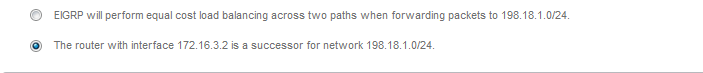 EIGRP will perform equal cost load balancing across two paths when forwarding packets to 198.18.1.0/24.
The router with interface 172.16.3.2 is a successor for network 198.18.1.0/24.